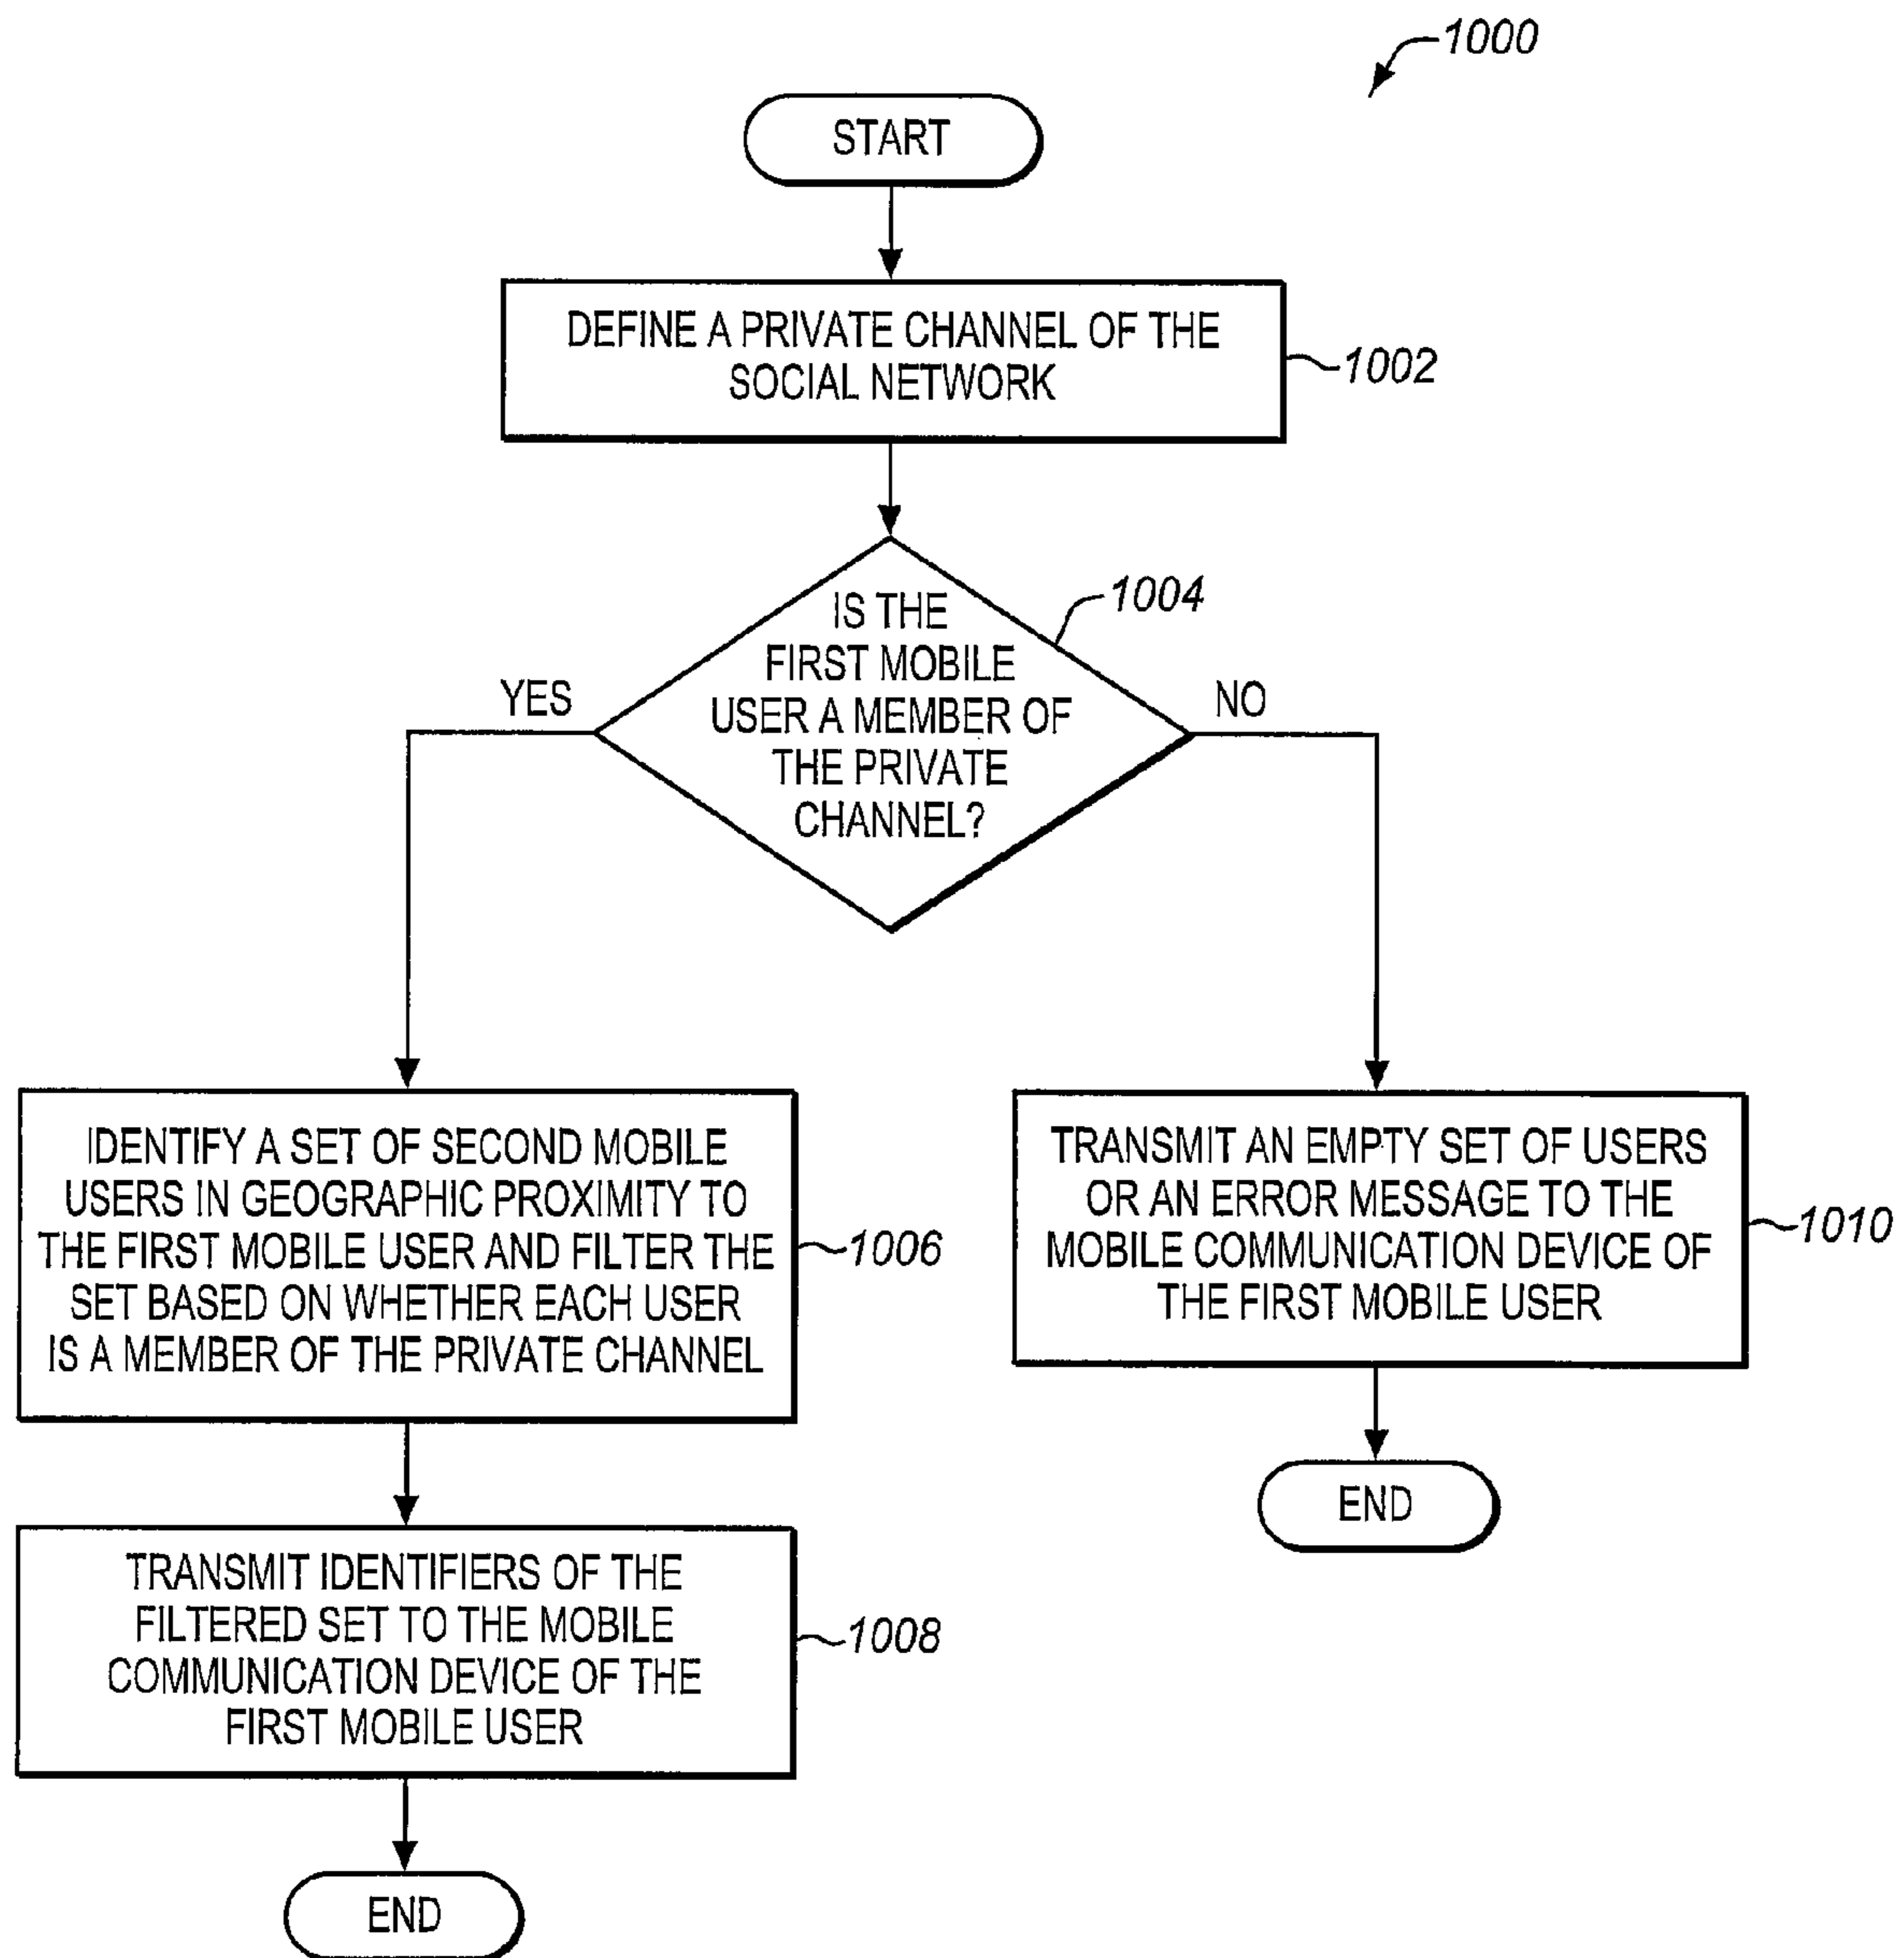 1000
START
DEFINE A PRIVATE CHANNEL OF THE
SOCIAL NETWORK
1002
IS THE
FIRST MOBILE
USER A MEMBER OF
THE PRIVATE
CHANNEL?
1004
YES
NO
IDENTIFY A SET OF SECOND MOBILE
USERS IN GEOGRAPHIC PROXIMITY TO
THE FIRST MOBILE USER AND FILTER THE
SET BASED ON WHETHER EACH USER
IS A MEMBER OF THE PRIVATE CHANNEL
1006
TRANSMIT AN EMPTY SET OF USERS
OR AN ERROR MESSAGE TO THE
MOBILE COMMUNICATION DEVICE OF
THE FIRST MOBILE USER
1010
END
TRANSMIT IDENTIFIERS OF THE
FILTERED SET TO THE MOBILE
COMMUNICATION DEVICE OF THE
FIRST MOBILE USER
1008
END